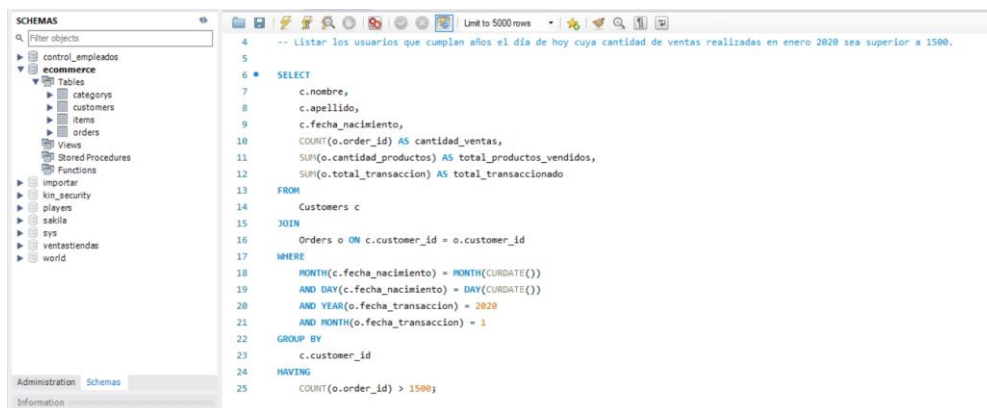 SCHEMAS
Filter objects
control_empleados
ecommerce
Tables
categorys
customers
items
orders
Views
Stored Procedures
Functions
importar
kin_security
players
sakila
sys
ventastiendas
world
Administration Schemas
Information
Limit to 5000 rows
4 -- Listar los usuarios que cumplan años el día de hoy cuya cantidad de ventas realizadas en enero 2020 sea superior a 1500.
5
6 SELECT
7 c.nombre,
8 c.apellido,
9 c.fecha_nacimiento,
10 COUNT(o.order_id) AS cantidad_ventas,
11 SUM(o.cantidad_productos) AS total_productos_vendidos,
12 SUM(o.total_transaccion) AS total_transaccionado
13 FROM
14 Customers c
15 JOIN
16 Orders o ON c.customer_id = o.customer_id
17 WHERE
18 MONTH(c.fecha_nacimiento) = MONTH(CURDATE())
19 AND DAY(c.fecha_nacimiento) = DAY(CURDATE())
20 AND YEAR(o.fecha_transaccion) = 2020
21 AND MONTH(o.fecha_transaccion) = 1
22 GROUP BY
23 c.customer_id
24 HAVING
25 COUNT(o.order_id) > 1500;